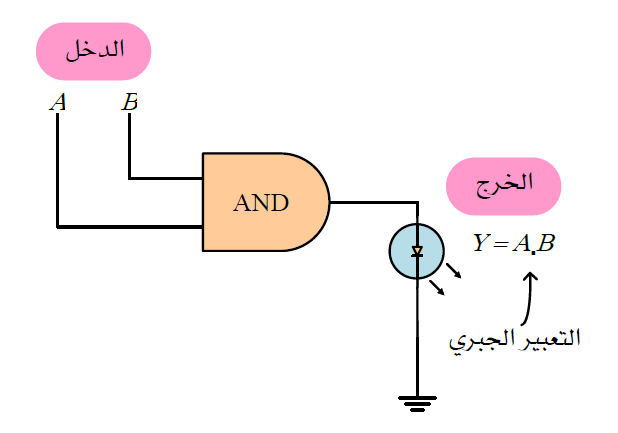 الدخل
A B
AND
الخرج
Y = A.B
التعبير الجبري